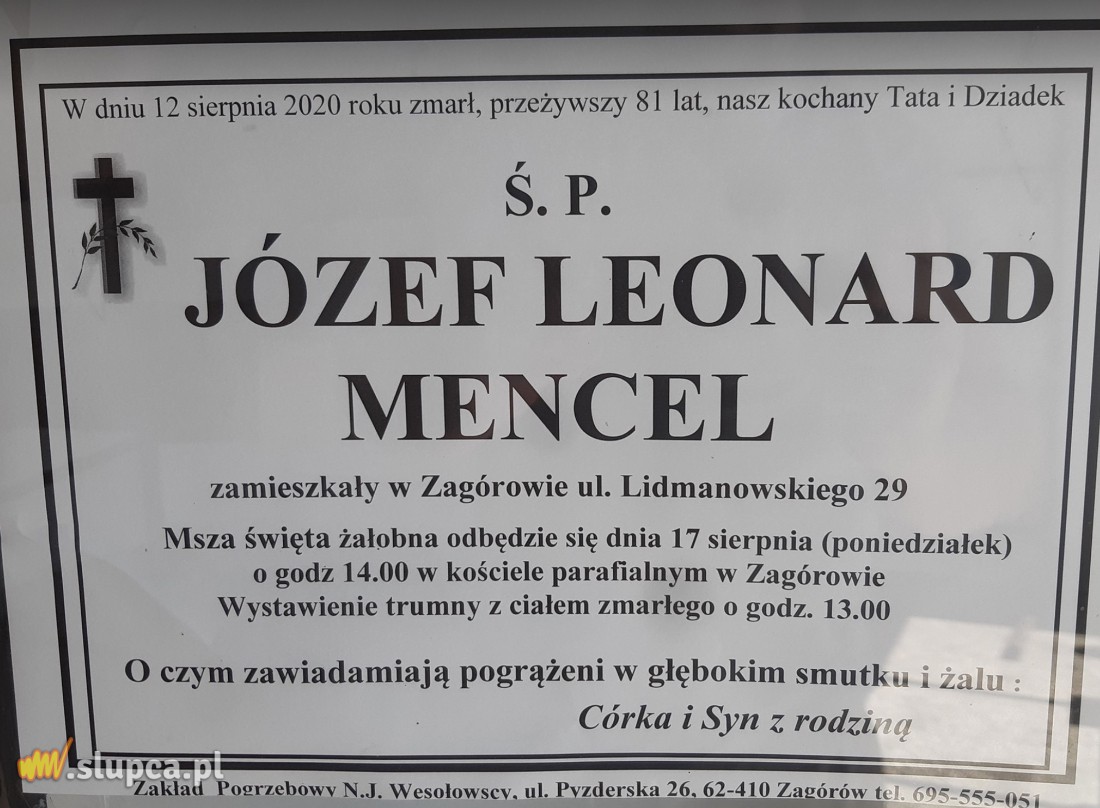 W dniu 12 sierpnia 2020 roku zmarł, przeżywszy 81 lat, nasz kochany Tata i Dziadek
Ś. P.
JÓZEF LEONARD
MENCEL
zamieszkały w Zagórowie ul. Lidmanowskiego 29
Msza święta żałobna odbędzie się dnia 17 sierpnia (poniedziałek)
o godz 14.00 w kościele parafialnym w Zagórowie
Wystawienie trumny z ciałem zmarłego o godz. 13.00
O czym zawiadamiają pogrążeni w głębokim smutku i żalu :
Córka i Syn z rodziną
www.slupca.pl
Zakład Pogrzebowy N.J. Wesołowscy, ul. Pyzderska 26, 62-410 Zagórów tel. 695-555-051